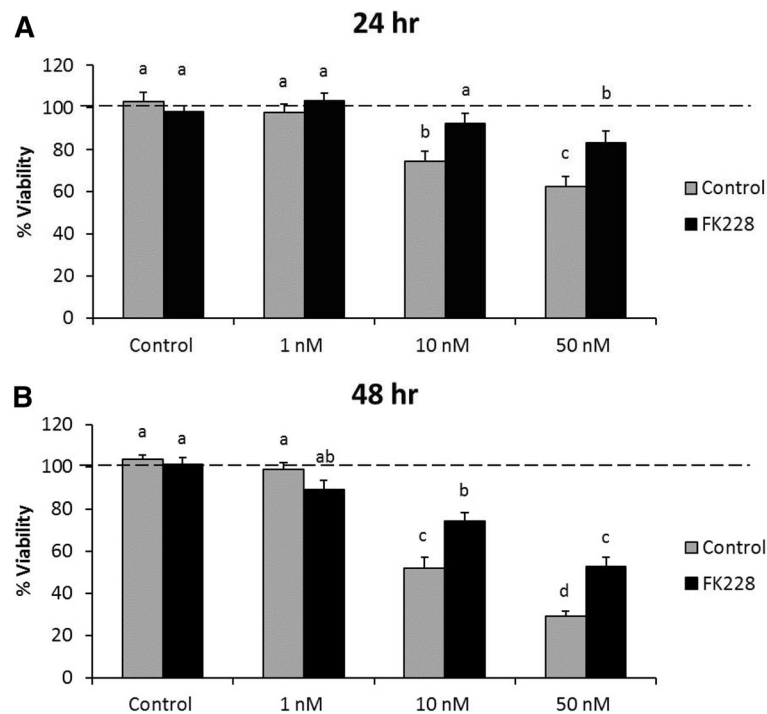 A
24 hr
% Viability
120
100
80
60
40
20
0
a a a a b a c b
Control 1 nM 10 nM 50 nM
Control
FK228
B
48 hr
% Viability
120
100
80
60
40
20
0
a a a ab c b d c
Control 1 nM 10 nM 50 nM
Control
FK228